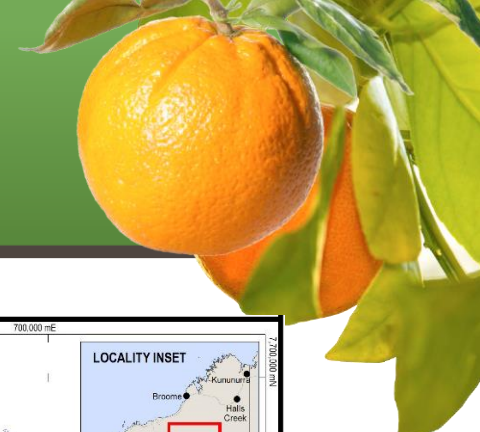 700,000 mE
7,700,000 mN
LOCALITY INSET
Kununurra
Broome
Halls
Creek